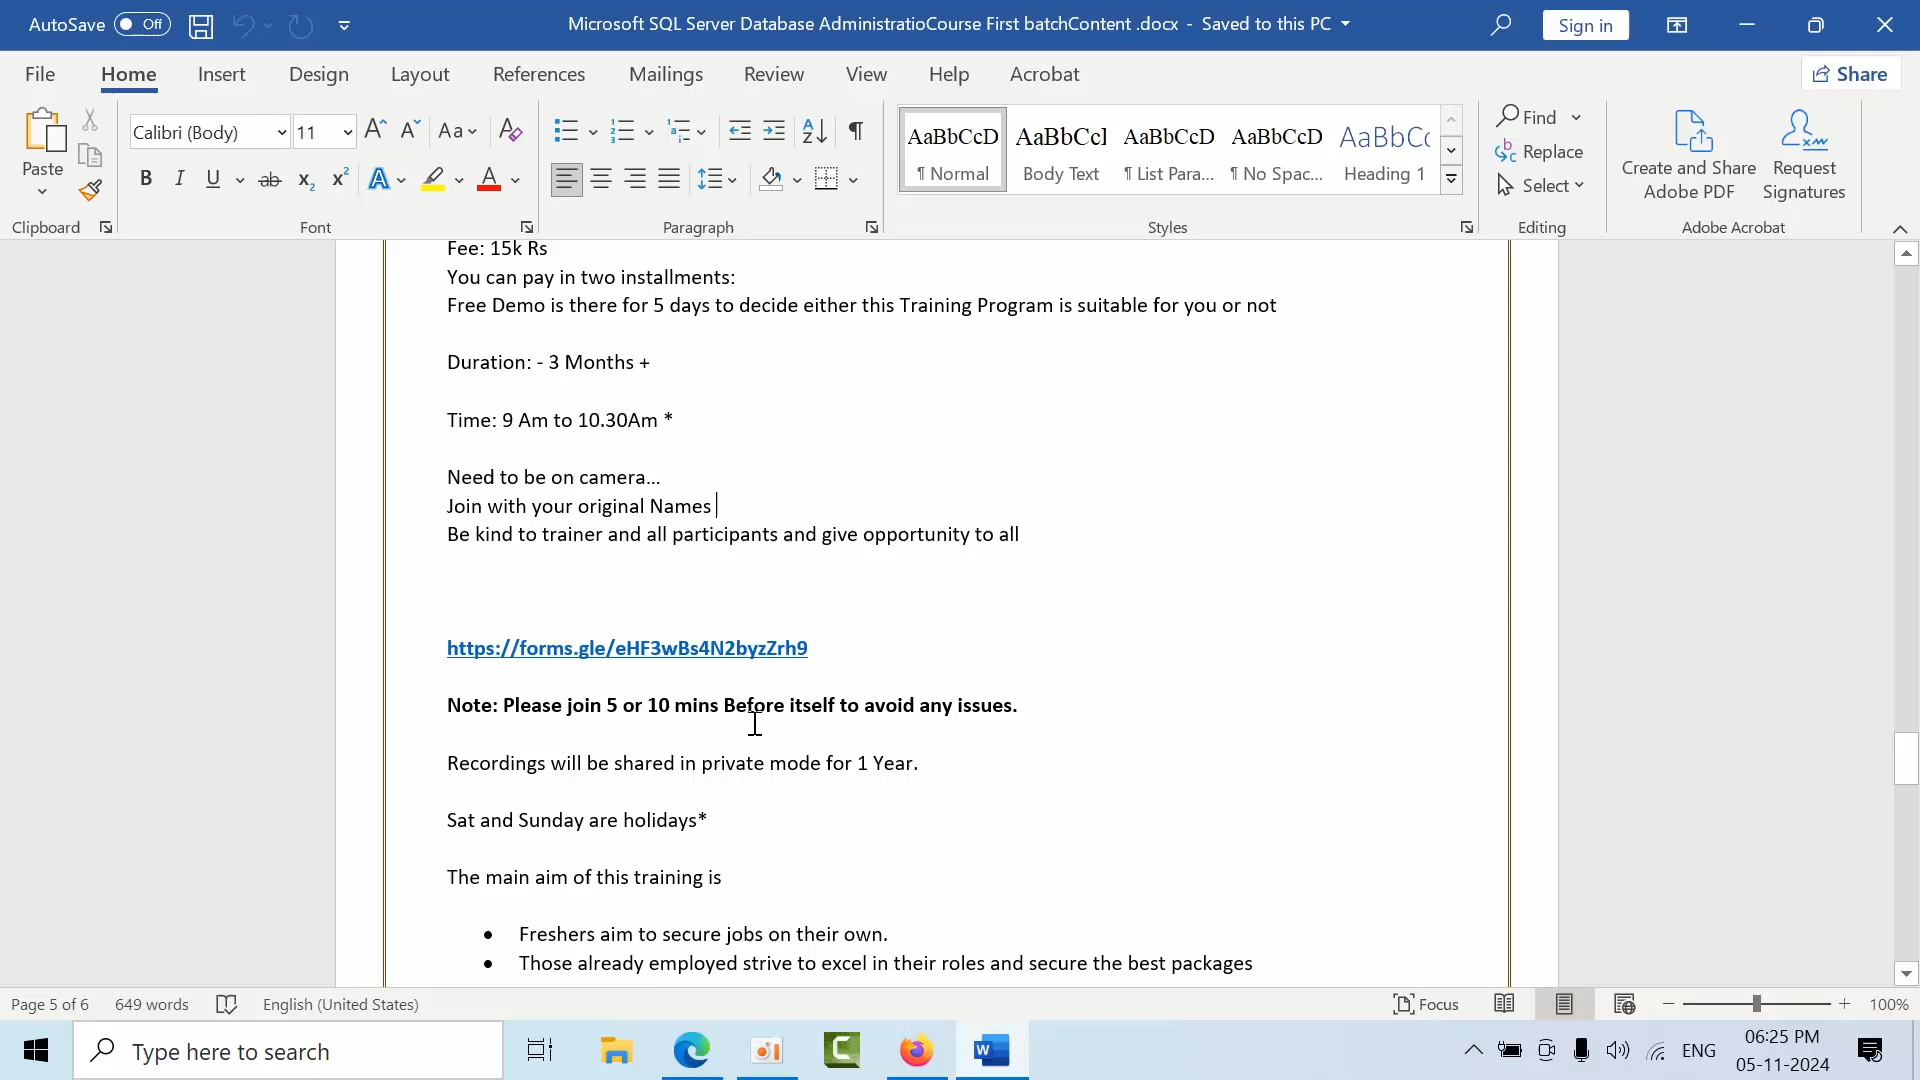 AutoSave Off Microsoft SQL Server Database AdministratioCourse First batchContent .docx - Saved to this PC Sign in
File Home Insert Design Layout References Mailings Review View Help Acrobat Share
Calibri (Body) 11 Aa AaBbCcD AaBbCcI AaBbCcD AaBbCcD AaBbCc Find
Paste Replace Create and Share Request
B I U ab x2 x2 A A ¶ Normal Body Text ¶ List Para... ¶ No Spac... Heading 1 Select Adobe PDF Signatures
Clipboard Font Paragraph Styles Editing Adobe Acrobat
Fee: 15k Rs
You can pay in two installments:
Free Demo is there for 5 days to decide either this Training Program is suitable for you or not
Duration: - 3 Months +
Time: 9 Am to 10.30Am *
Need to be on camera...
Join with your original Names
Be kind to trainer and all participants and give opportunity to all
https://forms.gle/eHF3wBs4N2byzZrh9
Note: Please join 5 or 10 mins Before itself to avoid any issues.
Recordings will be shared in private mode for 1 Year.
Sat and Sunday are holidays*
The main aim of this training is
• Freshers aim to secure jobs on their own.
• Those already employed strive to excel in their roles and secure the best packages
Page 5 of 6 649 words English (United States) Focus 100%
Type here to search ENG 06:25 PM
05-11-2024